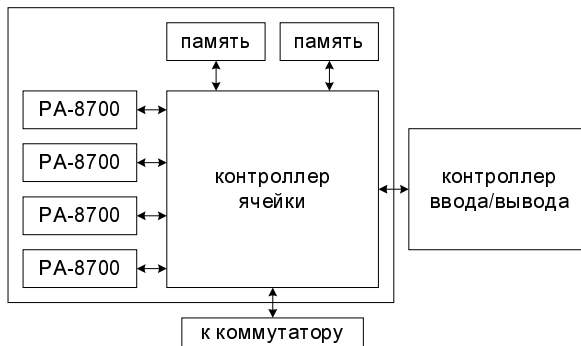 память
память
PA-8700
PA-8700
PA-8700
PA-8700
контроллер
ячейки
контроллер
ввода/вывода
к коммутатору